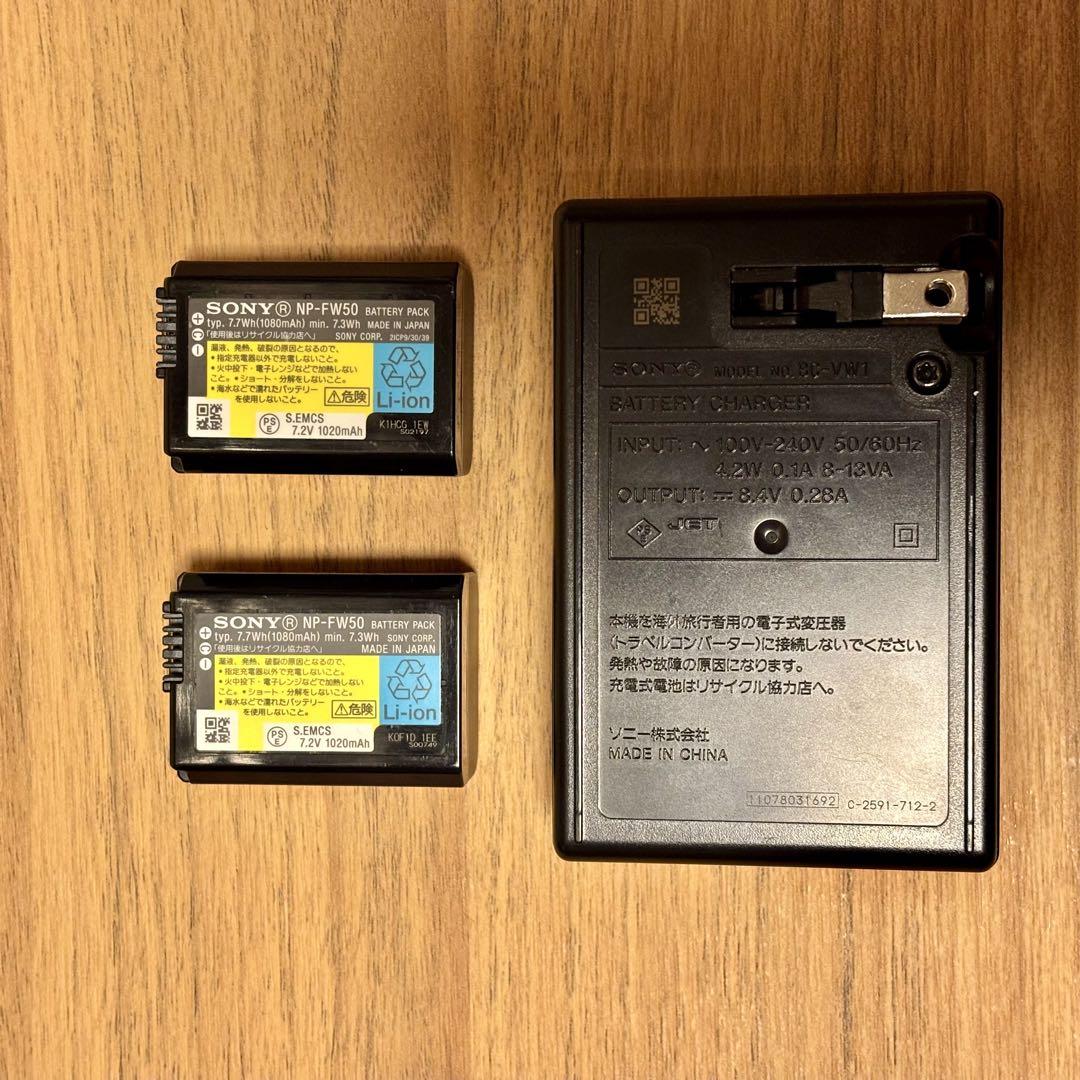 SONY® NP-FW50 BATTERY PACK
typ. 7.7Wh(1080mAh) min. 7.3Wh MADE IN JAPAN
「使用後はリサイクル協力店へ」 SONY CORP. 2ICP9/30/39
+
C
-
漏液、発熱、破裂の原因となるので、
・指定充電器以外で充電しないこと。
・火中投下・電子レンジなどで加熱しない
こと。・ショート・分解をしないこと。
・海水などで濡れたバッテリー
を使用しないこと。
⚠危険
Li-ion
PS
E
S.EMCS
7.2V 1020mAh
K1HCG 1EW
S02197
SONY® NP-FW50 BATTERY PACK
typ. 7.7Wh(1080mAh) min. 7.3Wh SONY CORP.
「使用後はリサイクル協力店へ」 MADE IN JAPAN
+
C
-
漏液、発熱、破裂の原因となるので、
・指定充電器以外で充電しないこと。
・火中投下・電子レンジなどで加熱しない
こと。・ショート・分解をしないこと。
・海水などで濡れたバッテリー
を使用しないこと。
⚠危険
Li-ion
PS
E
S.EMCS
7.2V 1020mAh
K0F1D 1EE
S00749
SONY® MODEL NO. BC-VW1
BATTERY CHARGER
INPUT: ~ 100V-240V 50/60Hz
4.2W 0.1A 8-13VA
OUTPUT: ⎓ 8.4V 0.28A
PS
E
JET
本機を海外旅行者用の電子式変圧器
(トラベルコンバーター)に接続しないでください。
発熱や故障の原因になります。
充電式電池はリサイクル協力店へ。
ソニー株式会社
MADE IN CHINA
11078031692 C-2591-712-2